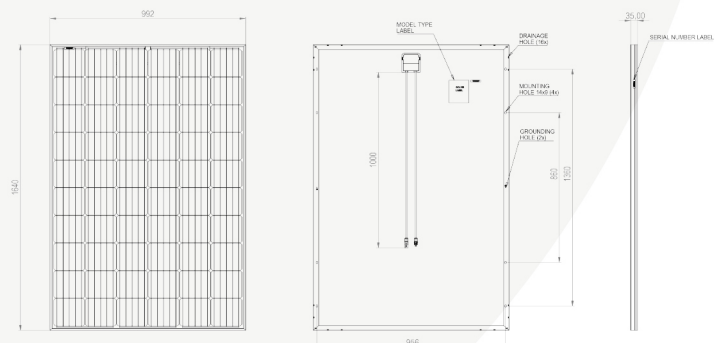 992
1640
MODEL TYPE
LABEL
DRAINAGE
HOLE (16x)
MOUNTING
HOLE 14x9 (4x)
GROUNDING
HOLE (2x)
1000
860
1360
35,00
SERIAL NUMBER LABEL